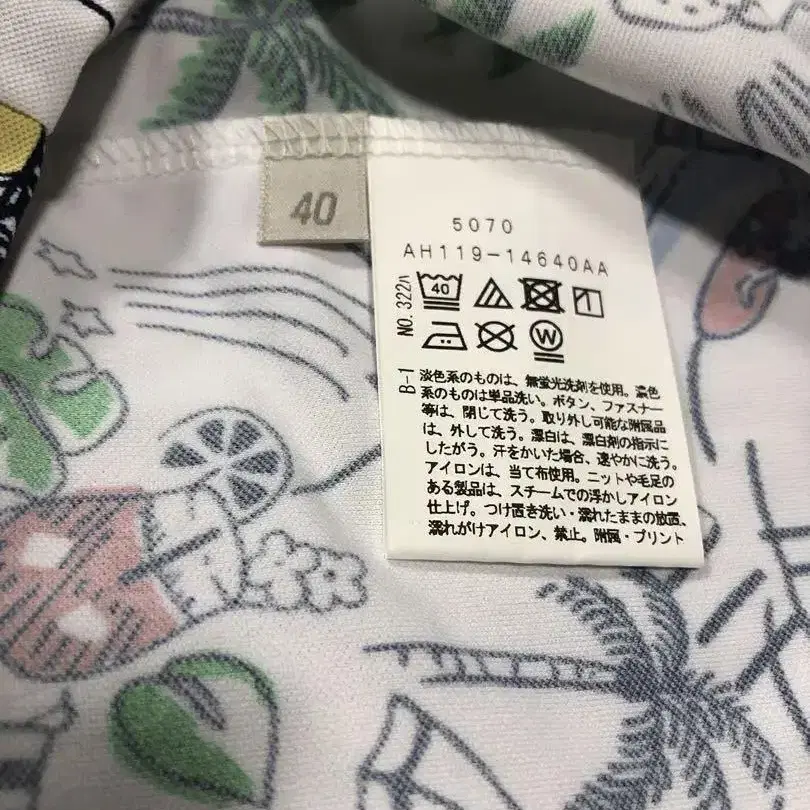 40
5070
AH119-14640AA
NO. 322ハ
40
W
B-1
淡色系のものは、無蛍光洗剤を使用。濃色
系のものは単品洗い。ボタン、ファスナー
等は、閉じて洗う。取り外し可能な附属品
は、外して洗う。漂白は、漂白剤の指示に
したがう。汗をかいた場合、速やかに洗う。
アイロンは、当て布使用。ニットや毛足の
ある製品は、スチームでの浮かしアイロン
仕上げ。つけ置き洗い・濡れたままの放置、
濡れがけアイロン、禁止。附属・プリント